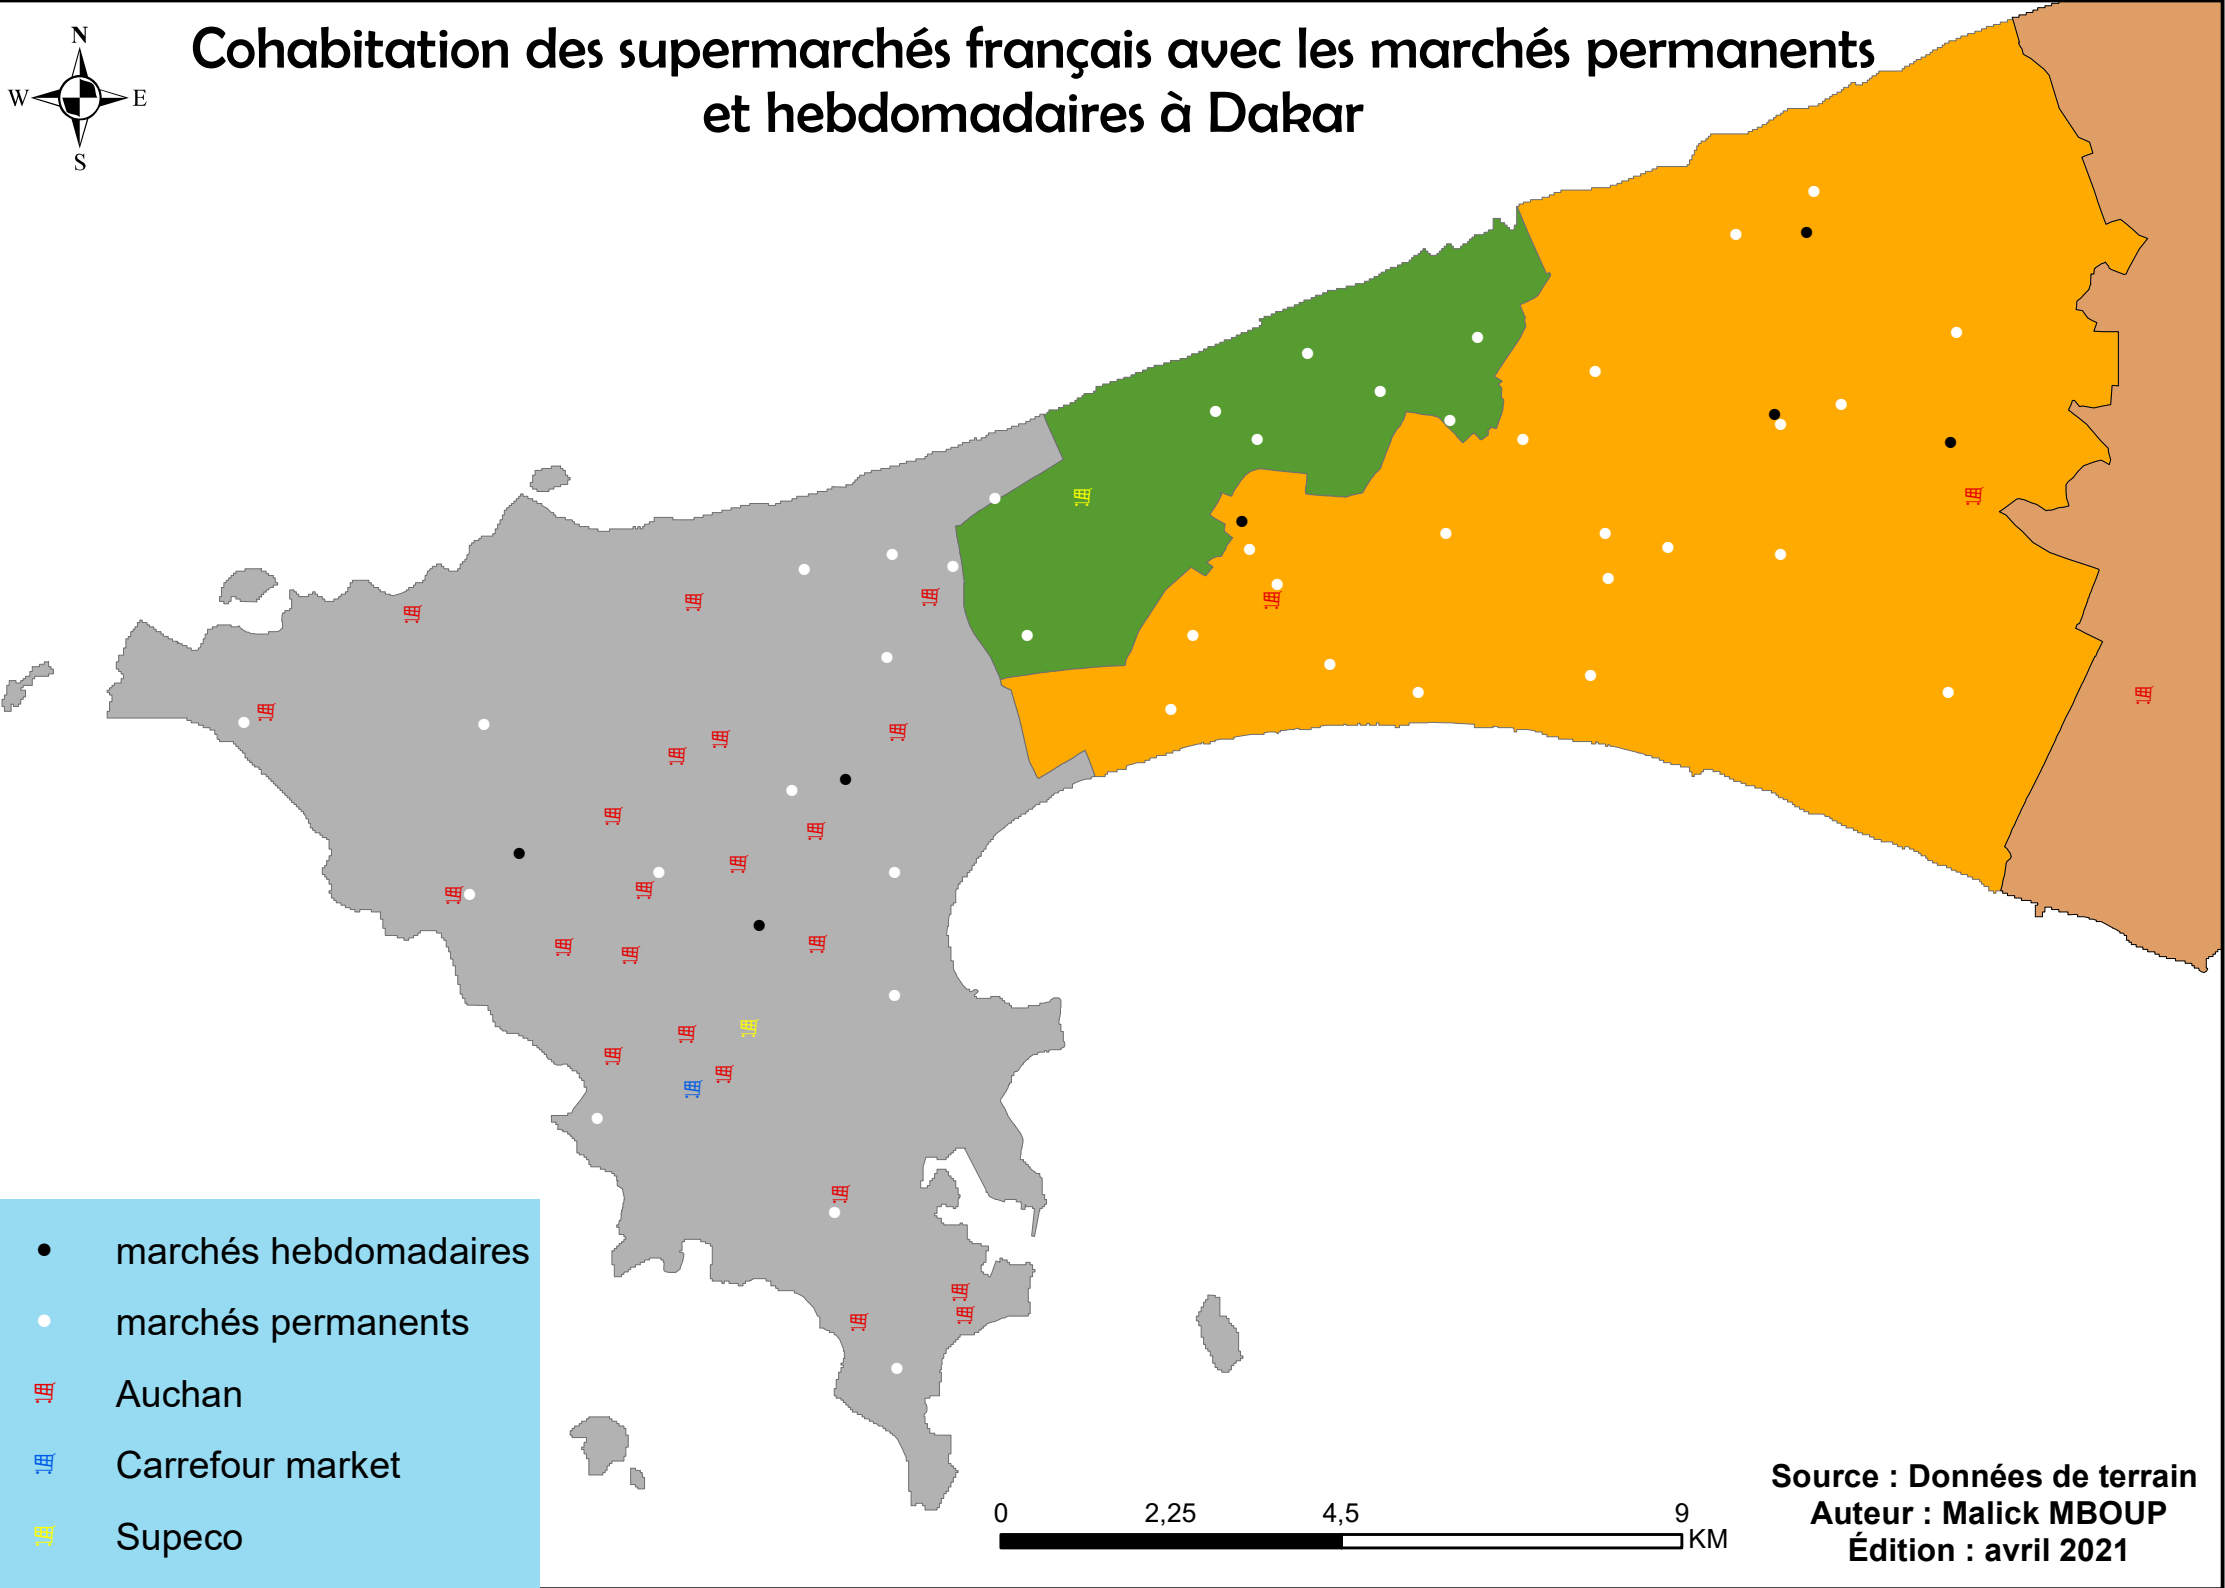 Cohabitation des supermarchés français avec les marchés permanents
et hebdomadaires à Dakar
N
W E
S
marchés hebdomadaires
marchés permanents
Auchan
Carrefour market
Supeco
0 2,25 4,5 9
KM
Source : Données de terrain
Auteur : Malick MBOUP
Édition : avril 2021